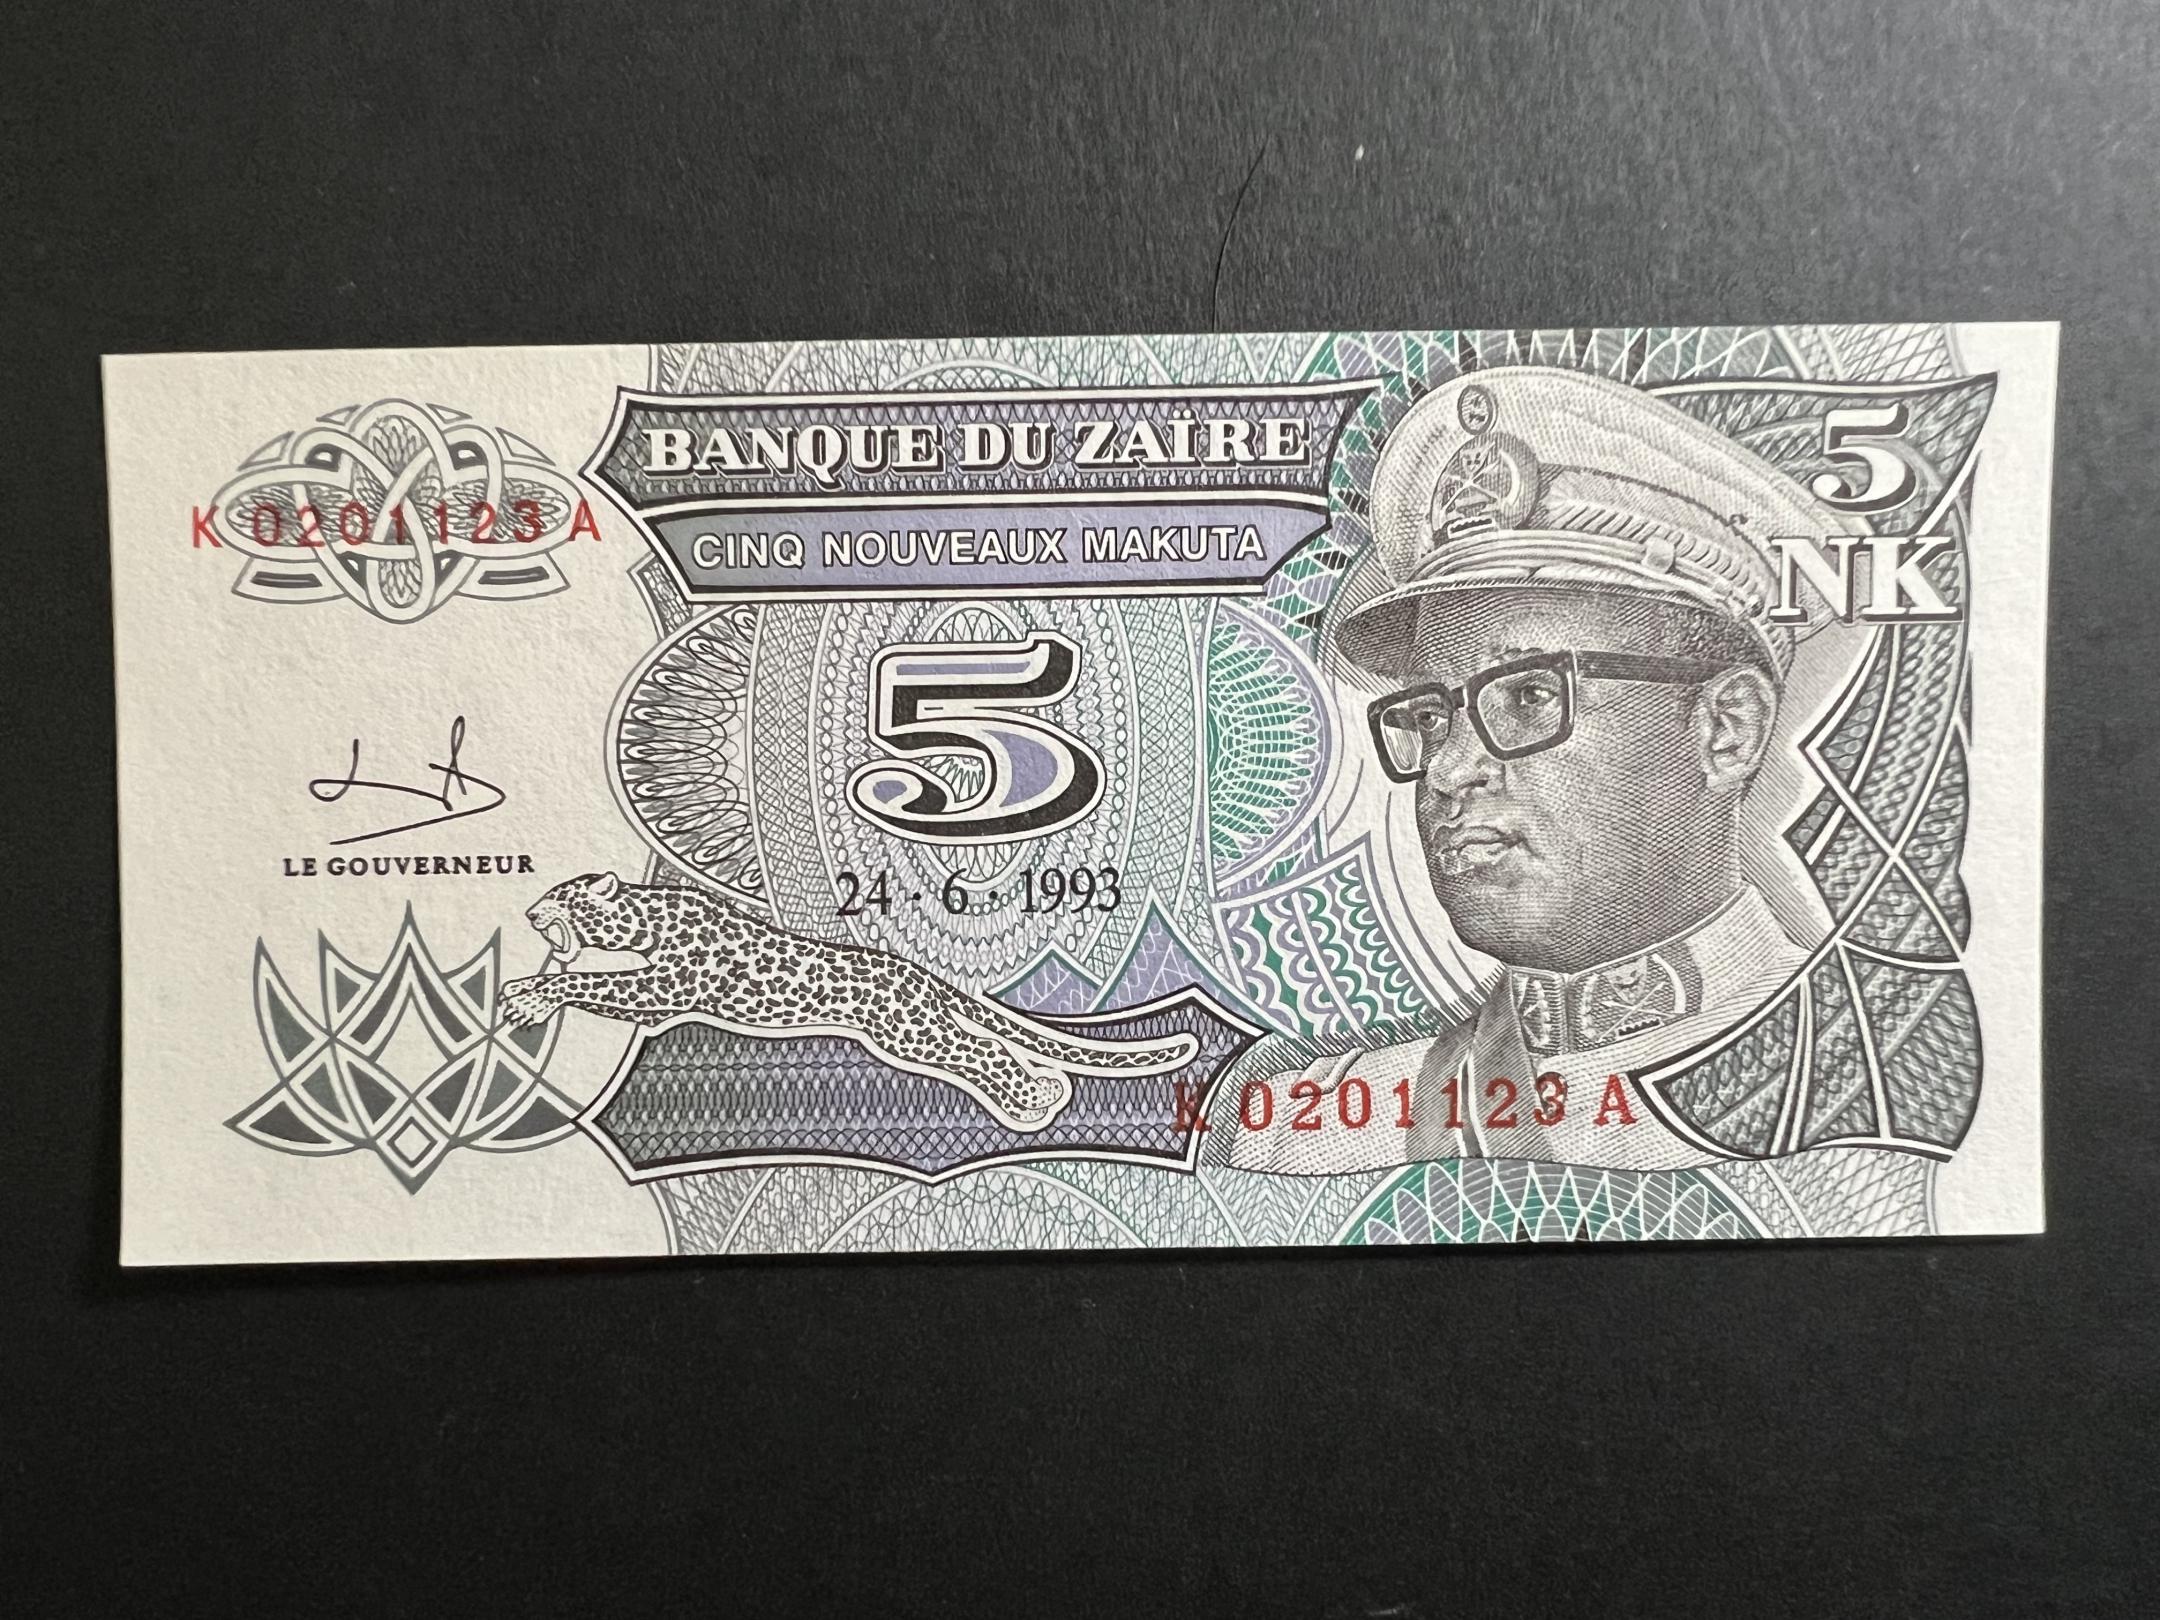 BANQUE DU ZAÏRE
5
NK
K 0201123 A
CINQ NOUVEAUX MAKUTA
5
LE GOUVERNEUR
24 · 6 · 1993
K 0201123 A